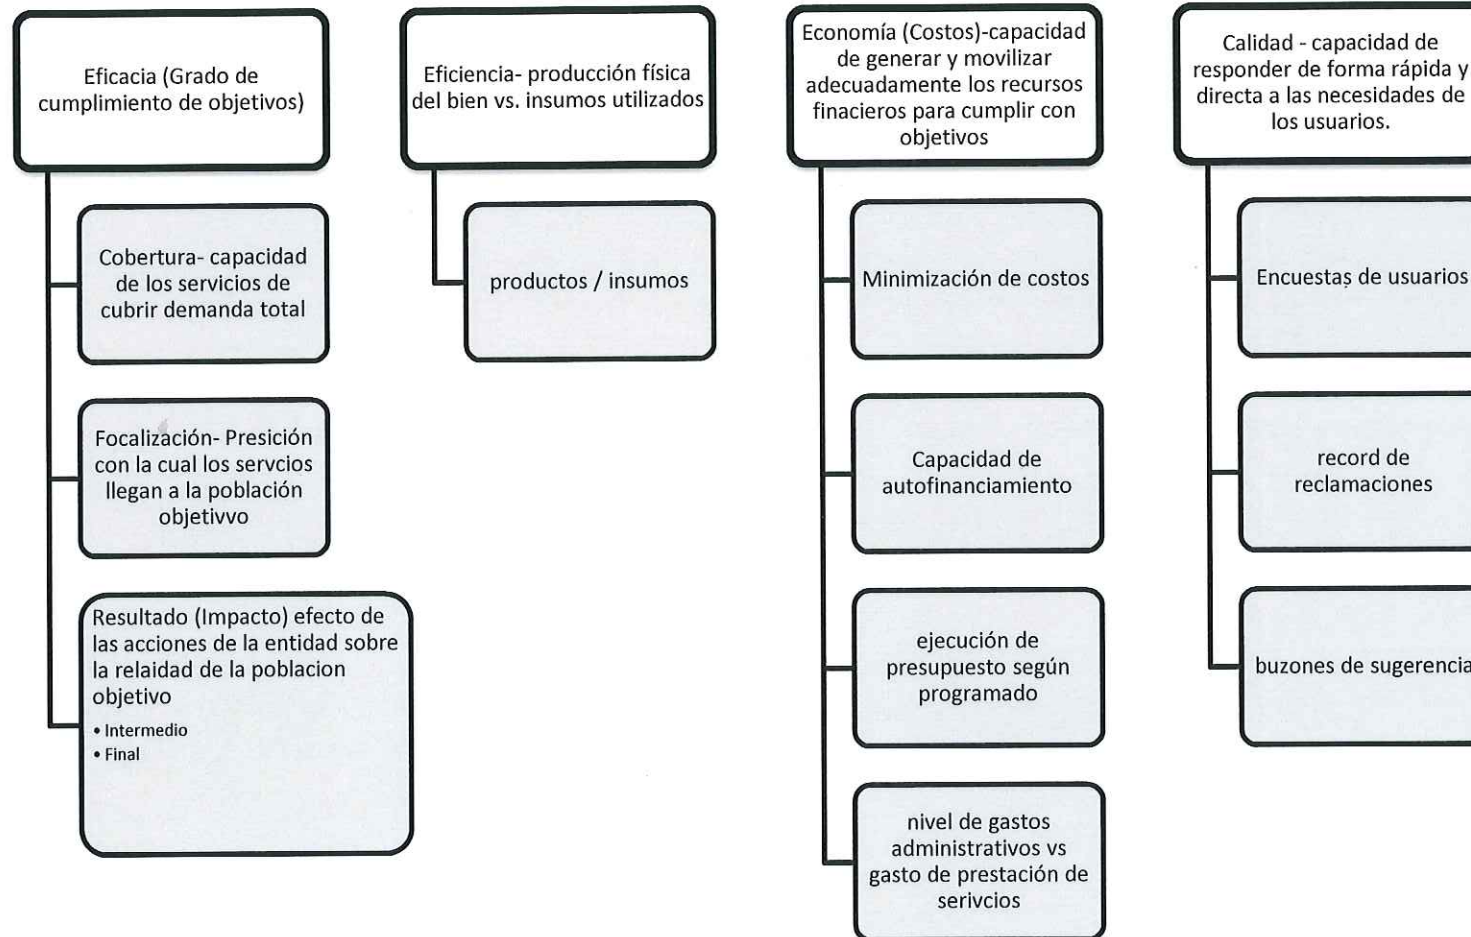 Eficacia (Grado de
cumplimiento de objetivos)
Cobertura- capacidad
de los servicios de
cubrir demanda total
Focalización- Presición
con la cual los servcios
llegan a la población
objetivvo
Resultado (Impacto) efecto de
las acciones de la entidad sobre
la relaidad de la poblacion
objetivo
• Intermedio
• Final
Eficiencia- producción física
del bien vs. insumos utilizados
productos / insumos
Economía (Costos)-capacidad
de generar y movilizar
adecuadamente los recursos
finacieros para cumplir con
objetivos
Minimización de costos
Capacidad de
autofinanciamiento
ejecución de
presupuesto según
programado
nivel de gastos
administrativos vs
gasto de prestación de
serivcios
Calidad - capacidad de
responder de forma rápida y
directa a las necesidades de
los usuarios.
Encuestas de usuarios
record de
reclamaciones
buzones de sugerencia